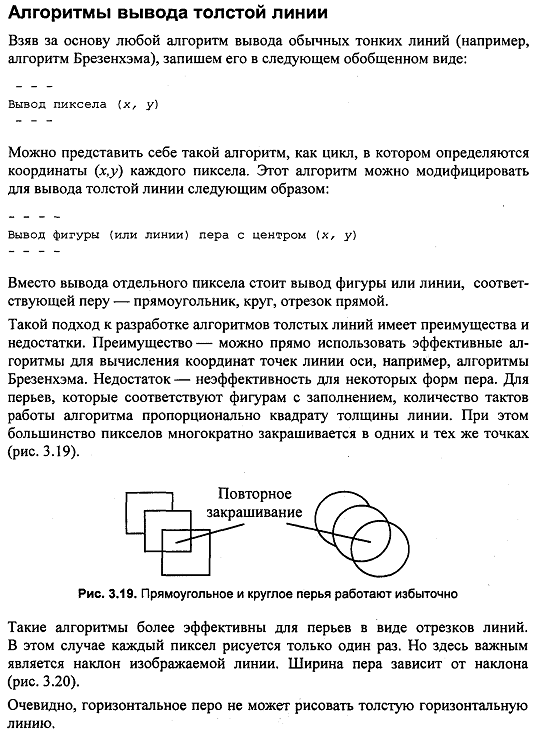 Алгоритмы вывода толстой линии
Взяв за основу любой алгоритм вывода обычных тонких линий (например,
алгоритм Брезенхэма), запишем его в следующем обобщенном виде:
– – –
Вывод пиксела (x, y)
– – –
Можно представить себе такой алгоритм, как цикл, в котором определяются
координаты (x,y) каждого пиксела. Этот алгоритм можно модифицировать
для вывода толстой линии следующим образом:
– – – –
Вывод фигуры (или линии) пера с центром (x, y)
– – – –
Вместо вывода отдельного пиксела стоит вывод фигуры или линии, соответ-
ствующей перу — прямоугольник, круг, отрезок прямой.
Такой подход к разработке алгоритмов толстых линий имеет преимущества и
недостатки. Преимущество — можно прямо использовать эффективные ал-
горитмы для вычисления координат точек линии оси, например, алгоритмы
Брезенхэма. Недостаток — неэффективность для некоторых форм пера. Для
перьев, которые соответствуют фигурам с заполнением, количество тактов
работы алгоритма пропорционально квадрату толщины линии. При этом
большинство пикселов многократно закрашивается в одних и тех же точках
(рис. 3.19).
Повторное
закрашивание
Рис. 3.19. Прямоугольное и круглое перья работают избыточно
Такие алгоритмы более эффективны для перьев в виде отрезков линий.
В этом случае каждый пиксел рисуется только один раз. Но здесь важным
является наклон изображаемой линии. Ширина пера зависит от наклона
(рис. 3.20).
Очевидно, горизонтальное перо не может рисовать толстую горизонтальную
линию.